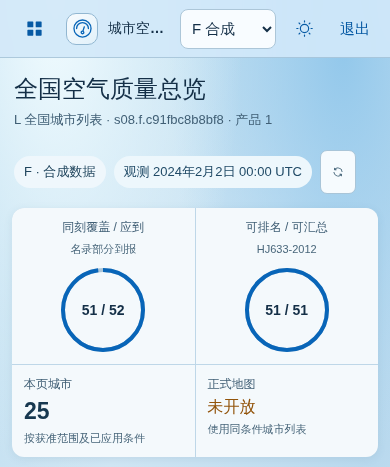 城市空… F 合成 退出
全国空气质量总览
L 全国城市列表 · s08.f.c91fbc8b8bf8 · 产品 1
F · 合成数据 观测 2024年2月2日 00:00 UTC
同刻覆盖 / 应到
名录部分到报
51 / 52
可排名 / 可汇总
HJ633-2012
51 / 51
本页城市
25
按获准范围及已应用条件
正式地图
未开放
使用同条件城市列表